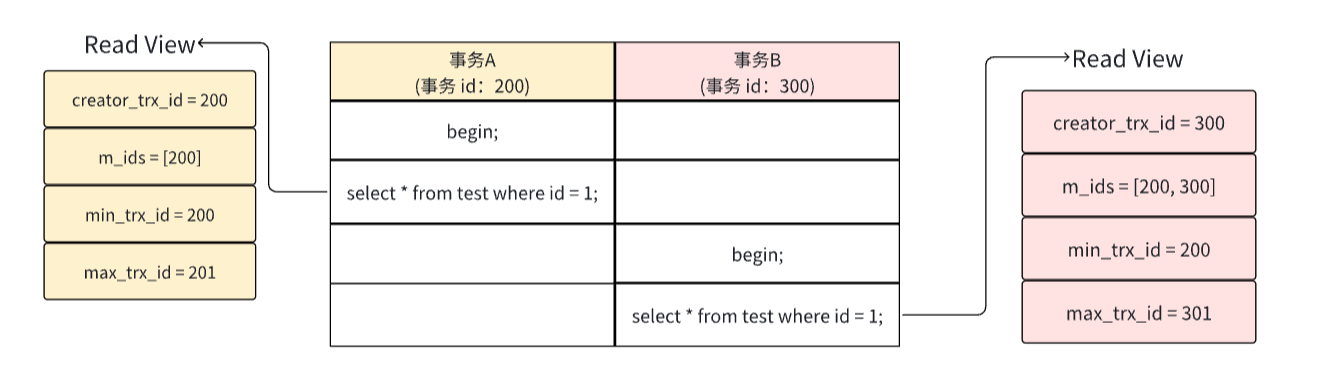 Read View
creator_trx_id = 200
m_ids = [200]
min_trx_id = 200
max_trx_id = 201
事务A
(事务 id：200)
事务B
(事务 id：300)
begin;
select * from test where id = 1;
begin;
select * from test where id = 1;
Read View
creator_trx_id = 300
m_ids = [200, 300]
min_trx_id = 200
max_trx_id = 301